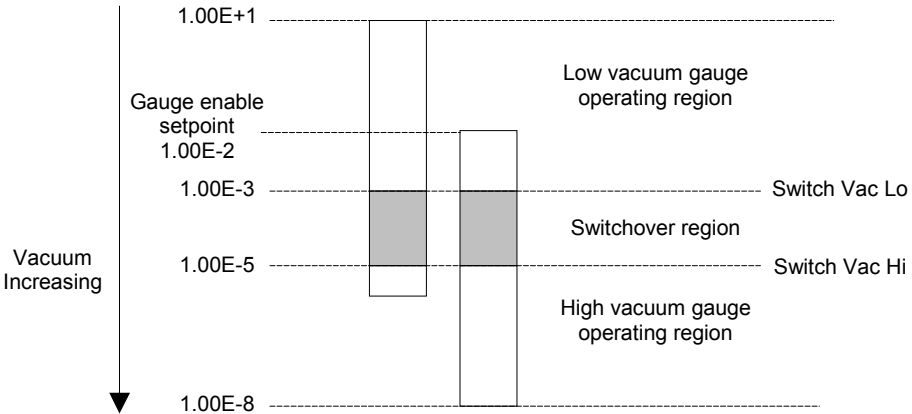 1.00E+1
Low vacuum gauge
operating region
Gauge enable
setpoint
1.00E-2
1.00E-3
Switch Vac Lo
Switchover region
Vacuum
Increasing
1.00E-5
Switch Vac Hi
High vacuum gauge
operating region
1.00E-8